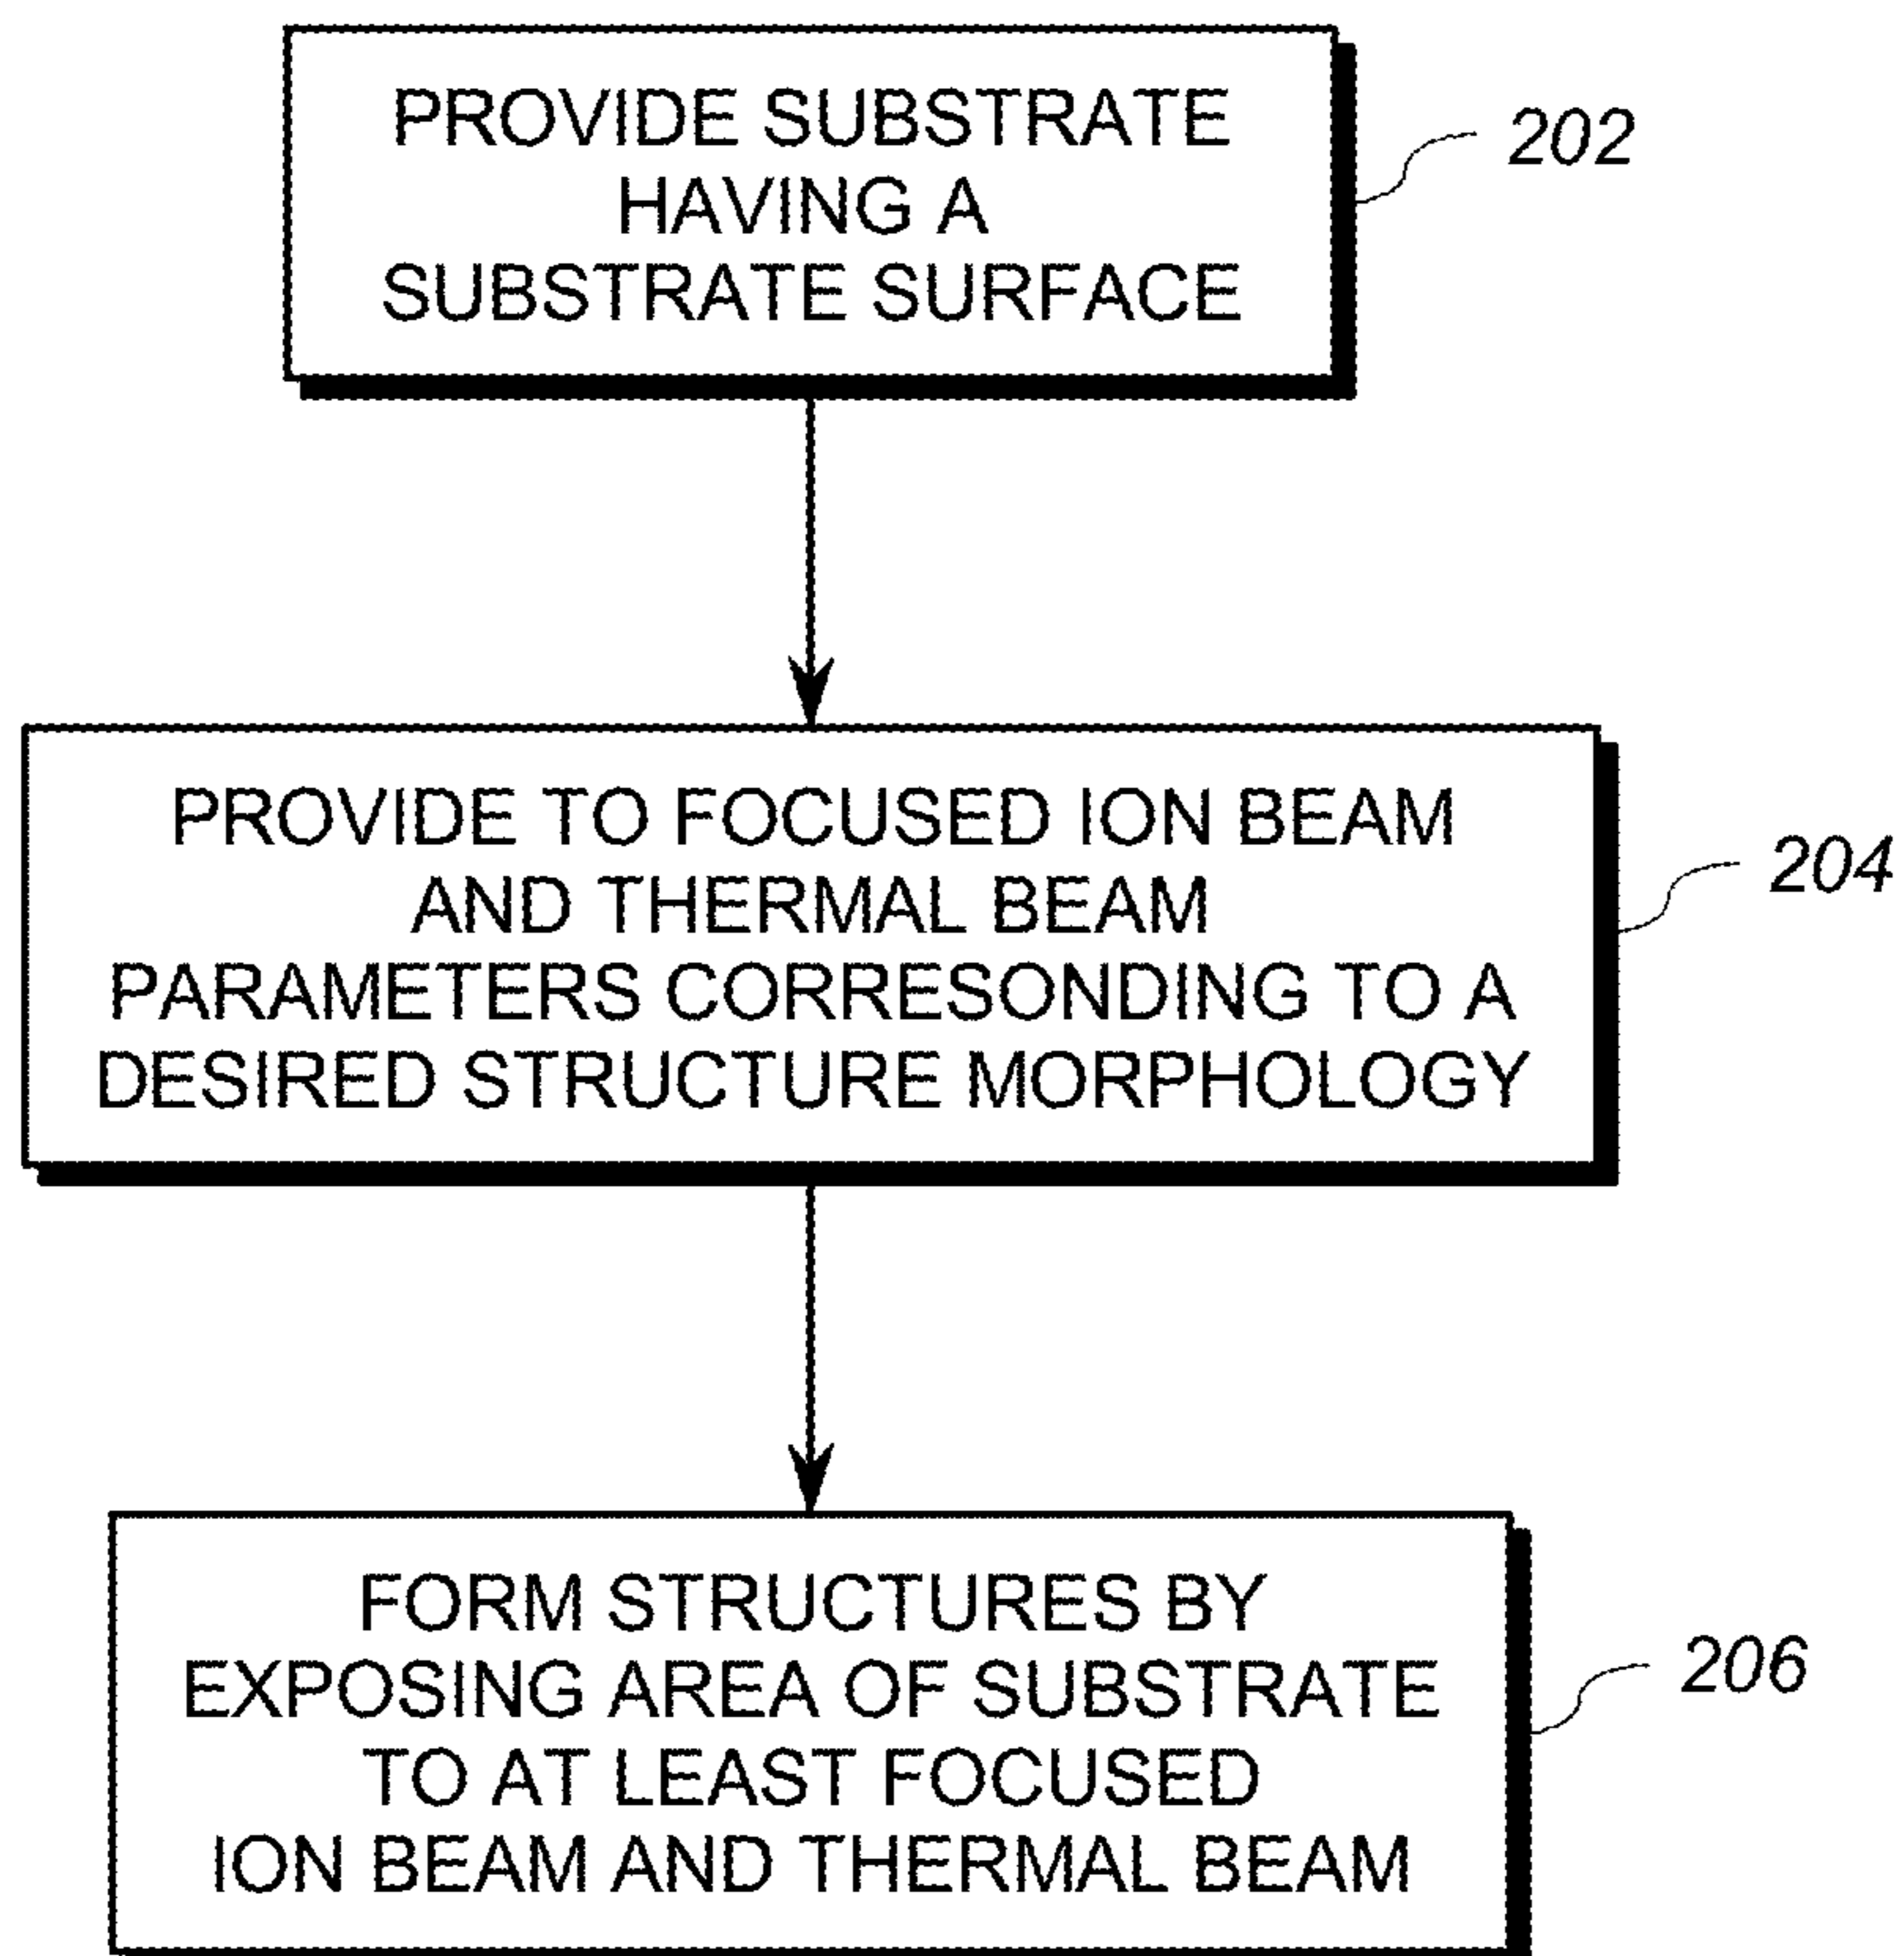 PROVIDE SUBSTRATE
HAVING A
SUBSTRATE SURFACE
202
PROVIDE TO FOCUSED ION BEAM
AND THERMAL BEAM
PARAMETERS CORRESONDING TO A
DESIRED STRUCTURE MORPHOLOGY
204
FORM STRUCTURES BY
EXPOSING AREA OF SUBSTRATE
TO AT LEAST FOCUSED
ION BEAM AND THERMAL BEAM
206